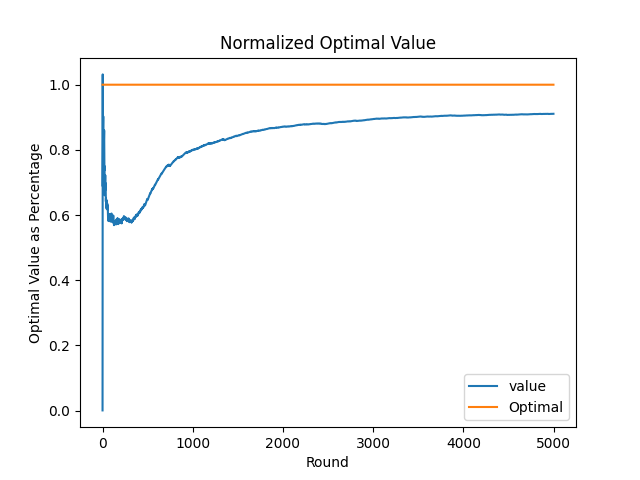 Normalized Optimal Value
Optimal Value as Percentage
1.0
0.8
0.6
0.4
0.2
0.0
0 1000 2000 3000 4000 5000
Round
value
Optimal